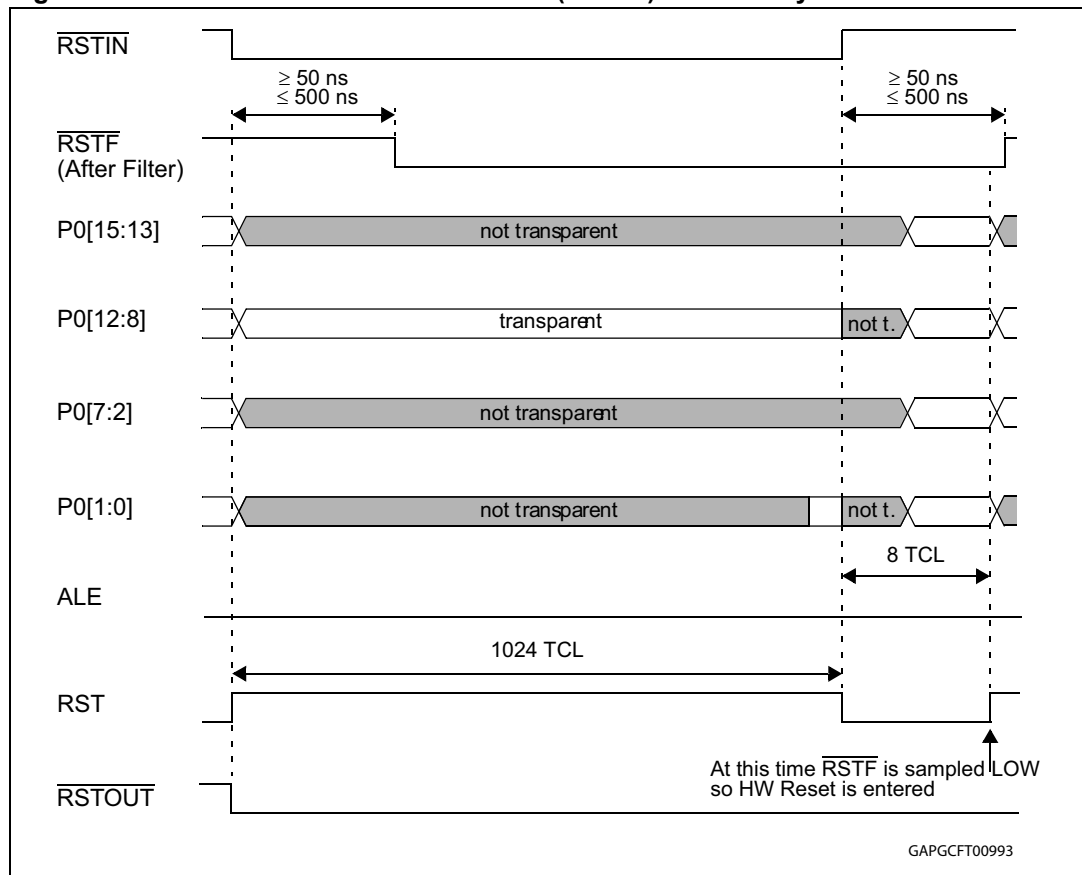 RSTIN
≥ 50 ns
≤ 500 ns
≥ 50 ns
≤ 500 ns
RSTF
(After Filter)
P0[15:13]
not transparent
P0[12:8]
transparent
not t.
P0[7:2]
not transparent
P0[1:0]
not transparent
not t.
8 TCL
ALE
1024 TCL
RST
At this time RSTF is sampled LOW
so HW Reset is entered
RSTOUT
GAPGCFT00993